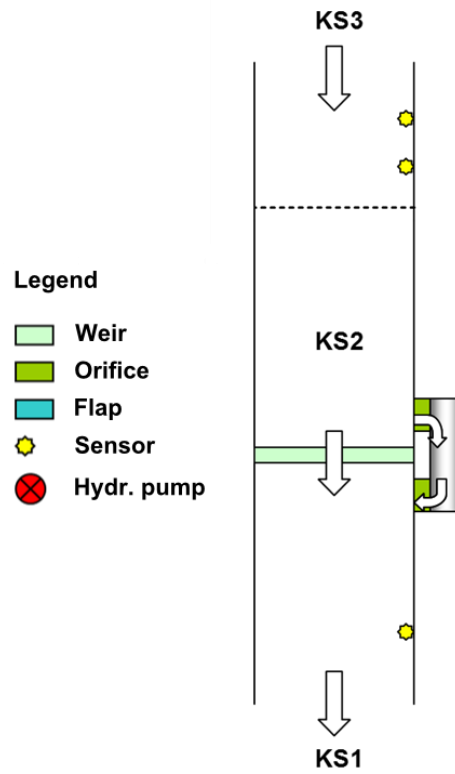 KS3
Legend
KS2
Weir
Orifice
Flap
Sensor
Hydr. pump
KS1